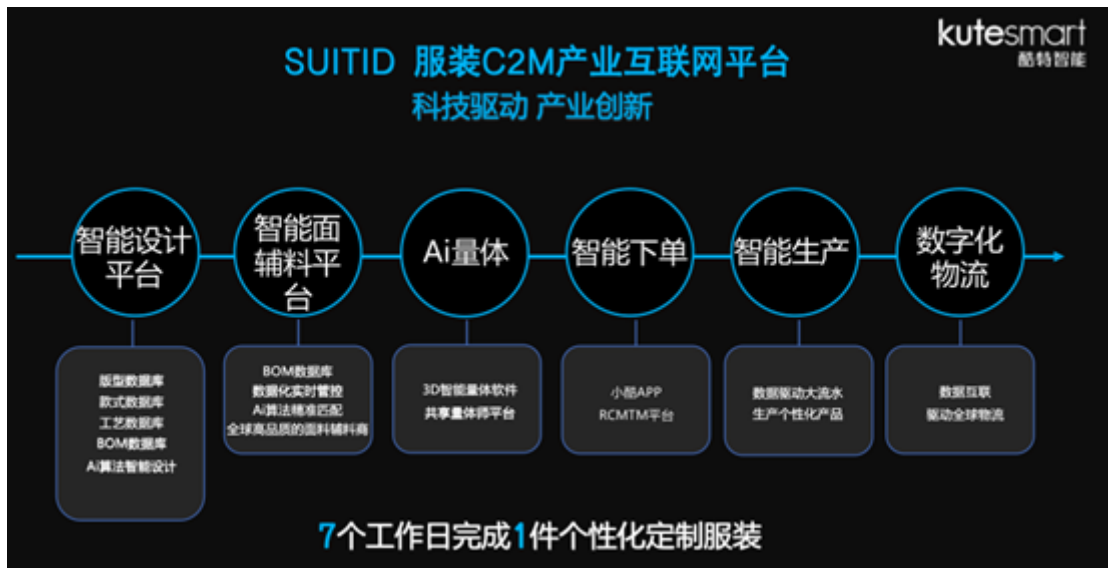 kutesmart
酷特智能
SUITID 服装C2M产业互联网平台
科技驱动 产业创新
智能设计
平台
智能面
辅料平
台
Ai量体
智能下单
智能生产
数字化
物流
版型数据库
款式数据库
工艺数据库
BOM数据库
Ai算法智能设计
BOM数据库
数据化实时管控
Ai算法精准匹配
全球高品质的面料辅料商
3D智能量体软件
共享量体师平台
小酷APP
RCMTM平台
数据驱动大流水
生产个性化产品
数据互联
驱动全球物流
7个工作日完成1件个性化定制服装